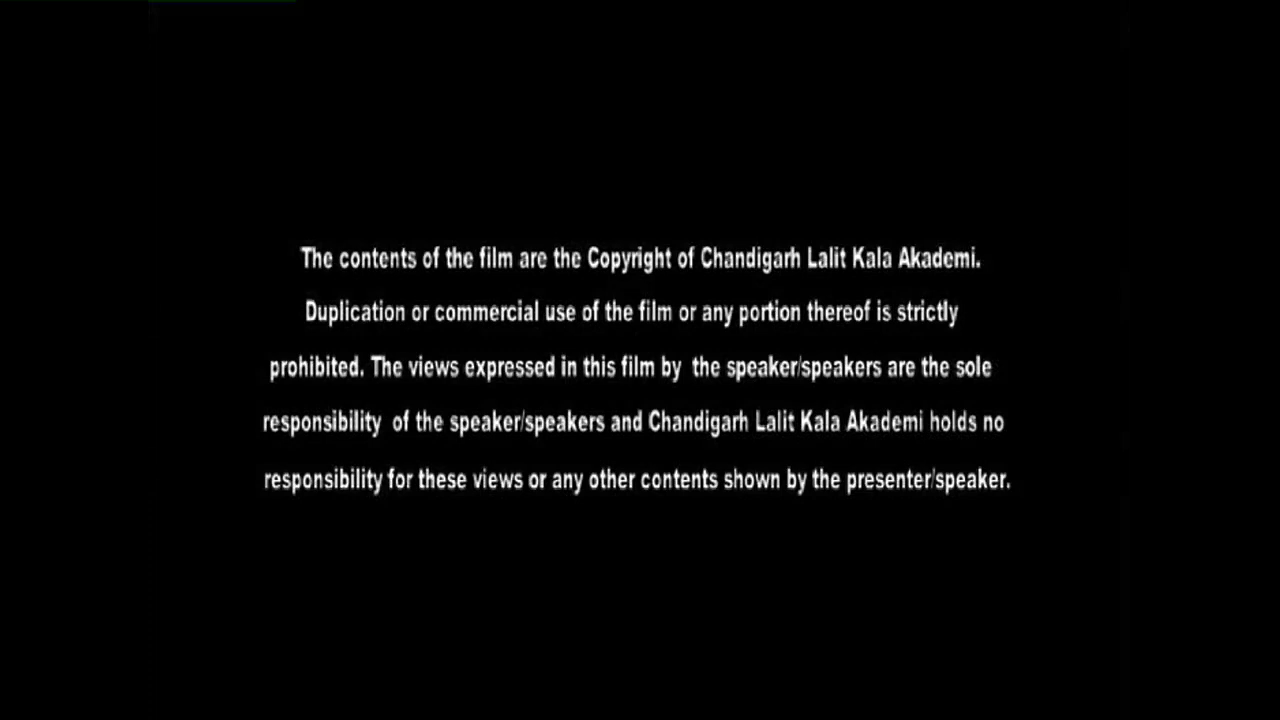 The contents of the film are the Copyright of Chandigarh Lalit Kala Akademi.
Duplication or commercial use of the film or any portion thereof is strictly
prohibited. The views expressed in this film by the speaker/speakers are the sole
responsibility of the speaker/speakers and Chandigarh Lalit Kala Akademi holds no
responsibility for these views or any other contents shown by the presenter/speaker.